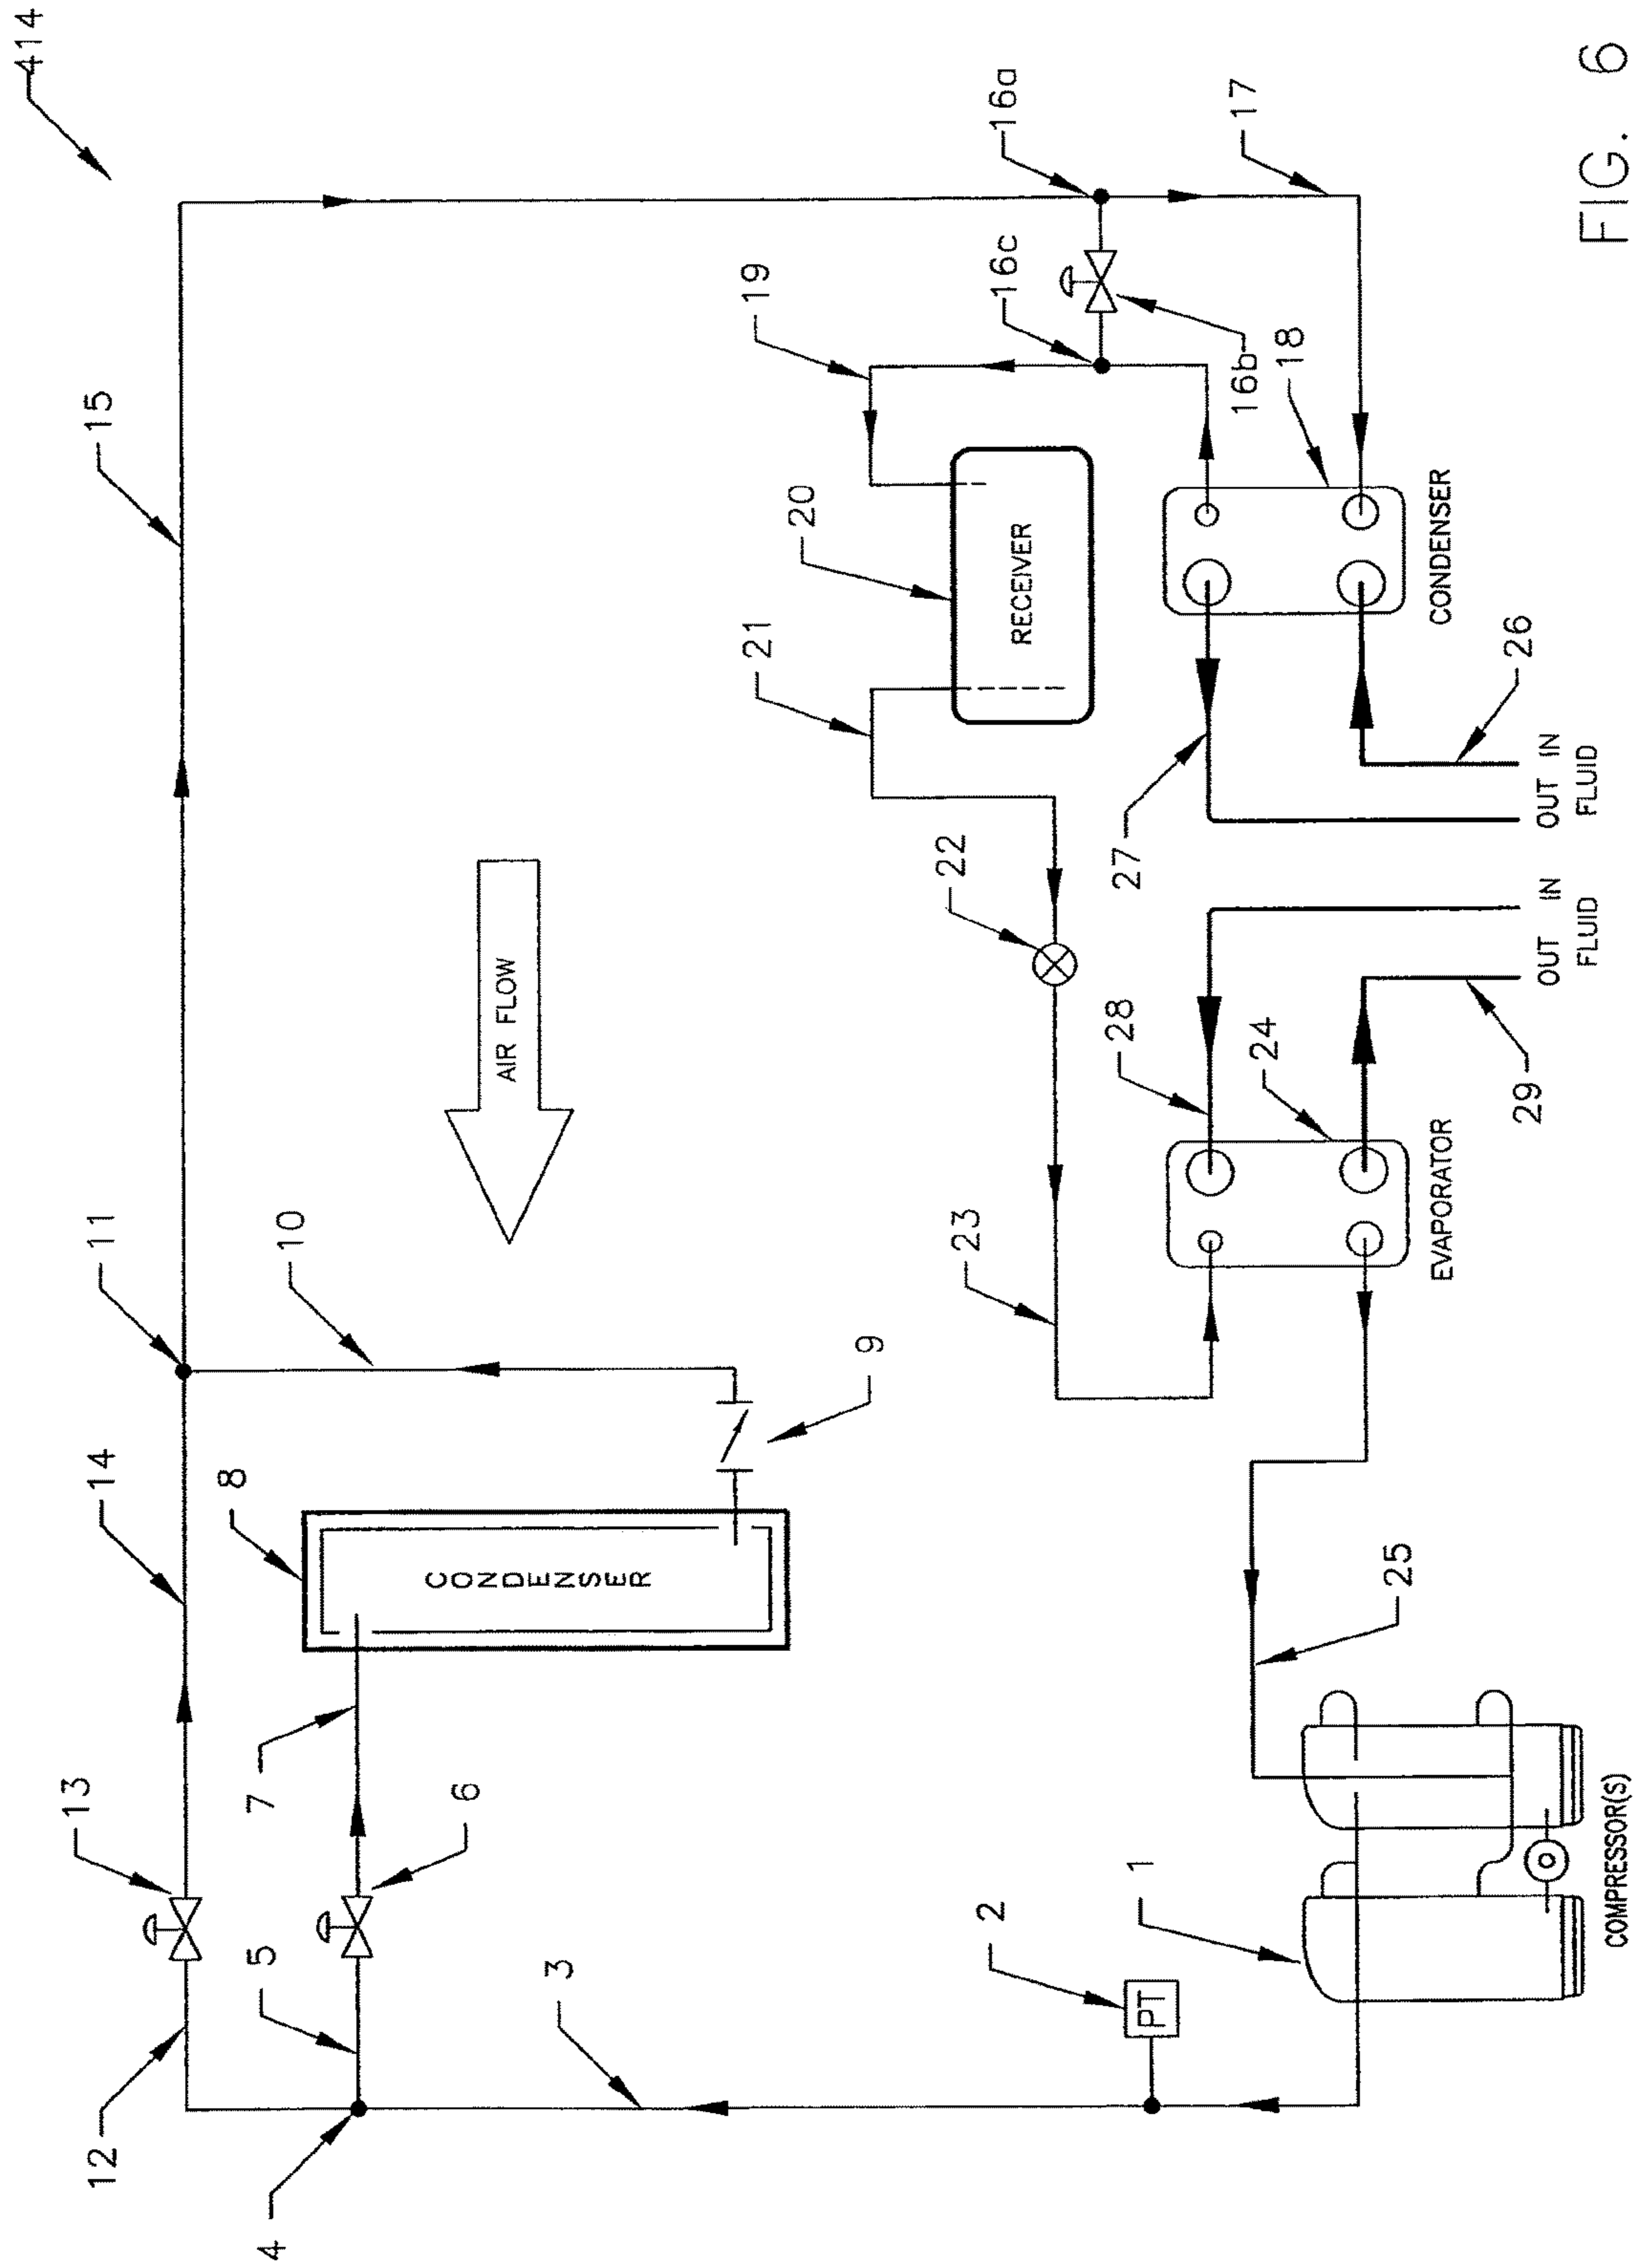 414
15
19
16a
16c
17
16b
18
20
RECEIVER
21
CONDENSER
26
27
OUT IN
FLUID
22
AIR FLOW
28
24
OUT IN
FLUID
29
EVAPORATOR
23
11
10
9
14
8
CONDENSER
7
13
6
25
5
3
12
4
2
PT
1
COMPRESSOR(S)
FIG. 6